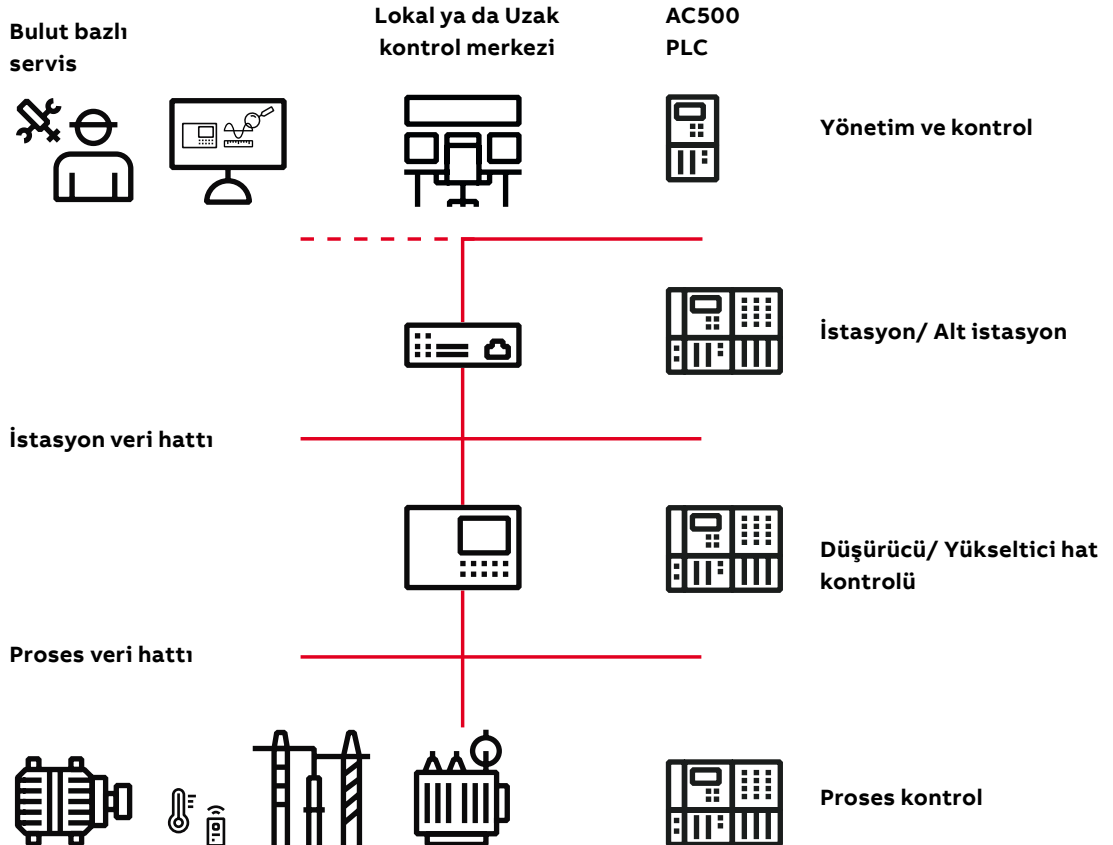 Bulut bazlı
servis
Lokal ya da Uzak
kontrol merkezi
AC500
PLC
Yönetim ve kontrol
İstasyon/ Alt istasyon
İstasyon veri hattı
Düşürücü/ Yükseltici hat
kontrolü
Proses veri hattı
Proses kontrol